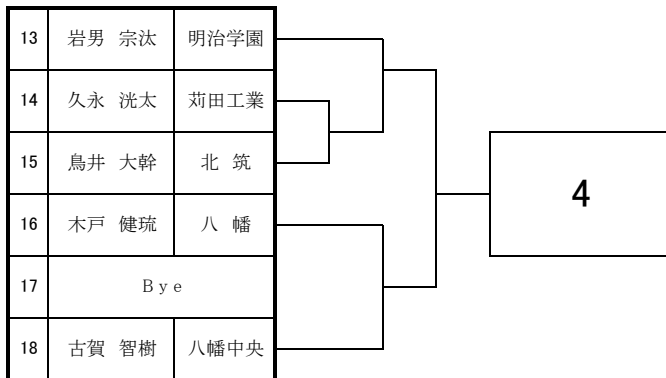 13 岩男 宗汰 明治学園
14 久永 洸太 苅田工業
15 鳥井 大幹 北 筑
4
16 木戸 健琉 八 幡
17 Bye
18 古賀 智樹 八幡中央